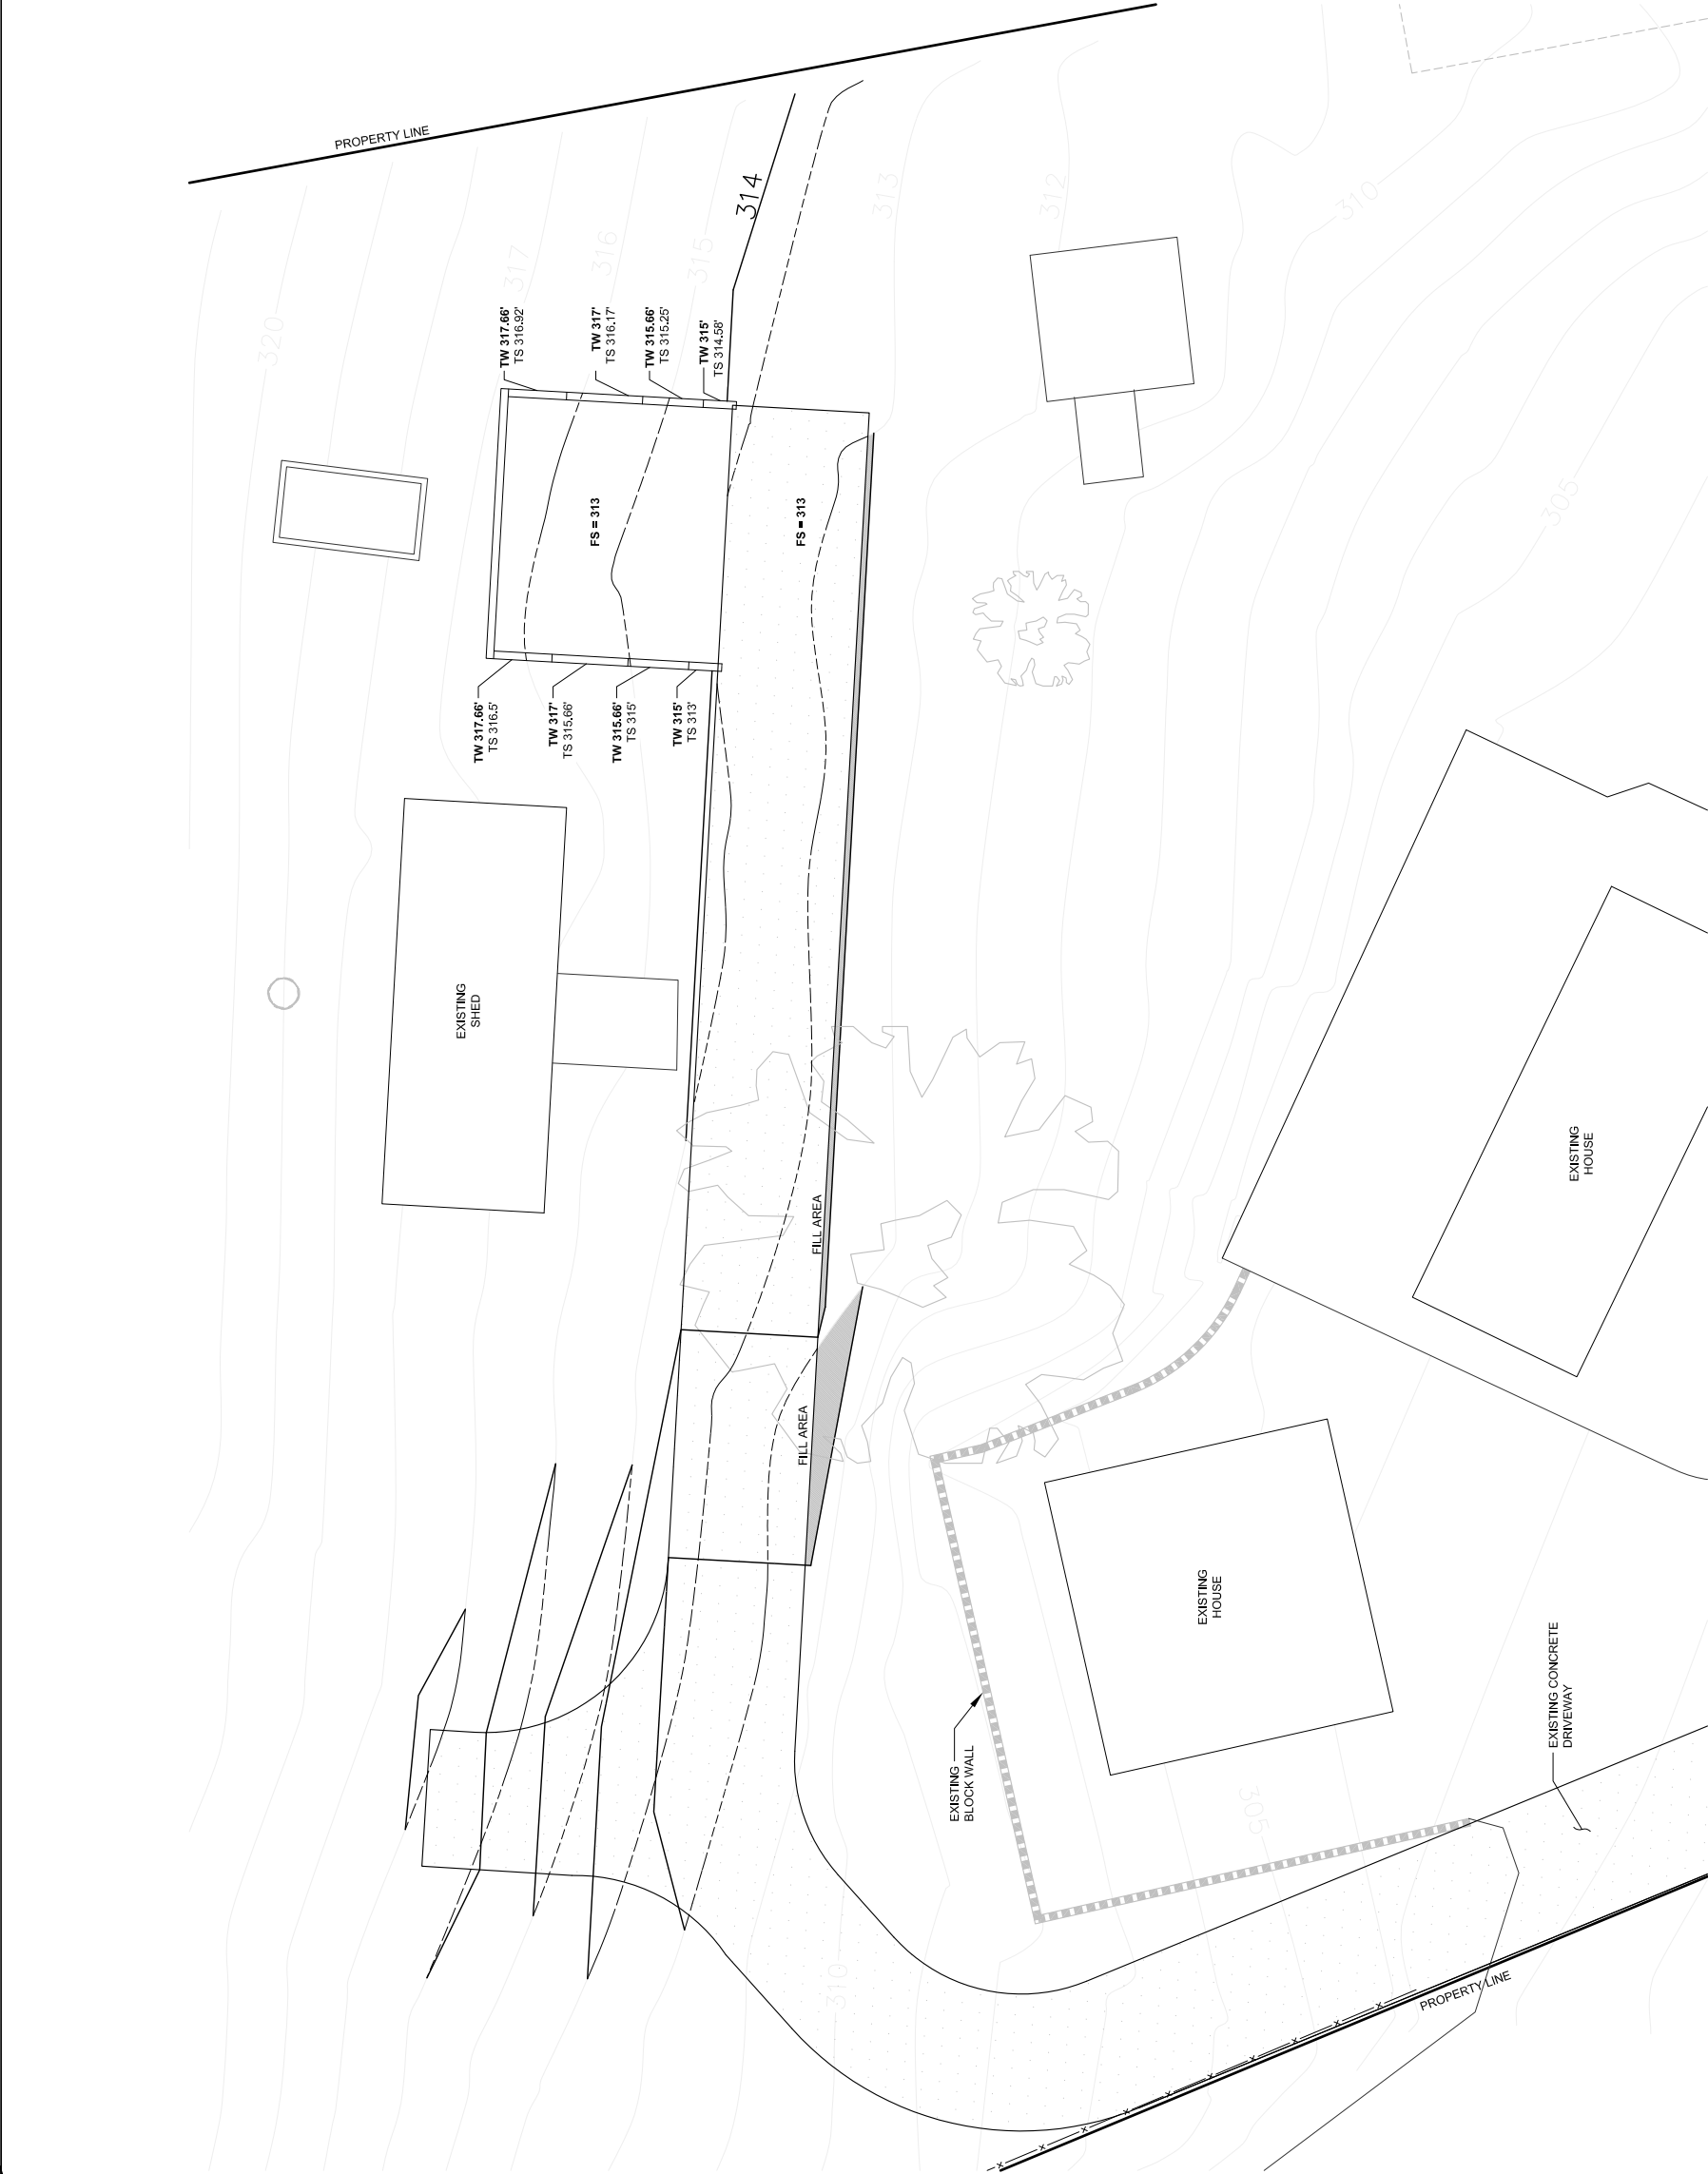 PROPERTY LINE
314
313
312
310
317
316
315
320
305
TW 317.66'
TS 316.92'
TW 317'
TS 316.17'
TW 315.66'
TS 315.25'
TW 315'
TS 314.58'
FS = 313
FS = 313
TW 317.66'
TS 316.5'
TW 317'
TS 315.66'
TW 315.66'
TS 315'
TW 315'
TS 313'
EXISTING
SHED
FILL AREA
FILL AREA
EXISTING
HOUSE
EXISTING
HOUSE
EXISTING
BLOCK WALL
EXISTING CONCRETE
DRIVEWAY
305
310
PROPERTY LINE
x
x
x
x
x
x
x
x
x
x